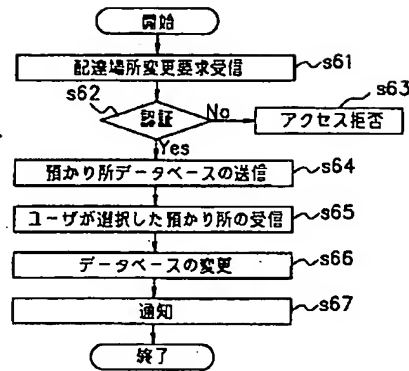 開始
配達場所変更要求受信
s61
s62
認証
No
s63
アクセス拒否
Yes
預かり所データベースの送信
s64
ユーザが選択した預かり所の受信
s65
データベースの変更
s66
通知
s67
終了